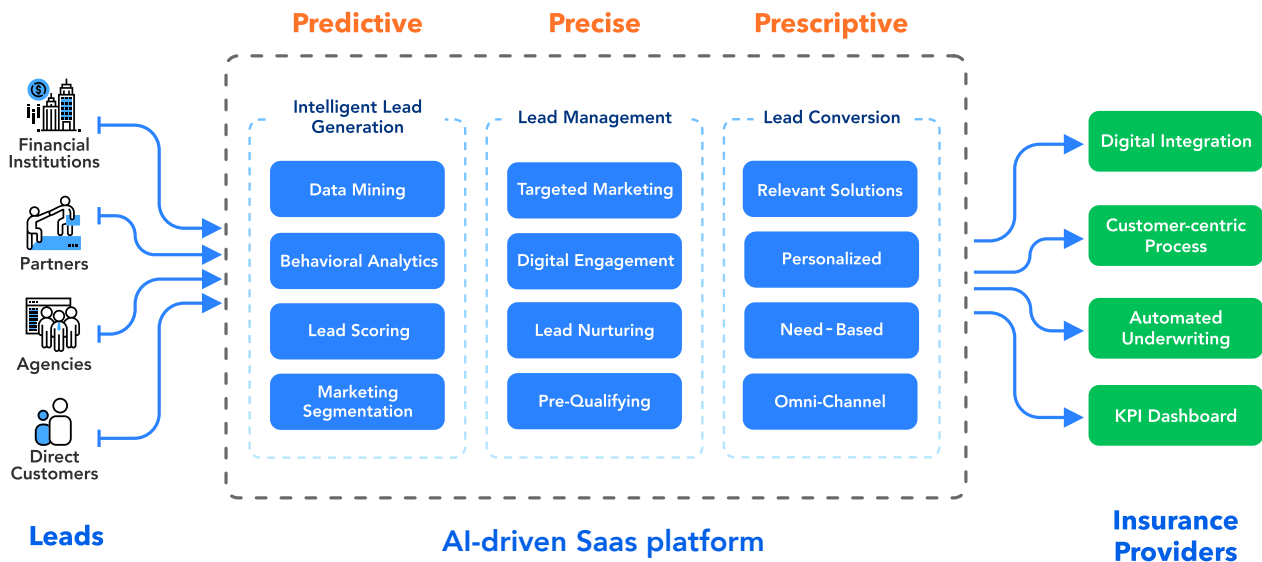 Predictive
Precise
Prescriptive
Financial
Institutions
Partners
Agencies
Direct
Customers
Leads
Intelligent Lead
Generation
Data Mining
Behavioral Analytics
Lead Scoring
Marketing
Segmentation
Lead Management
Targeted Marketing
Digital Engagement
Lead Nurturing
Pre-Qualifying
Lead Conversion
Relevant Solutions
Personalized
Need-Based
Omni-Channel
AI-driven Saas platform
Digital Integration
Customer-centric
Process
Automated
Underwriting
KPI Dashboard
Insurance
Providers